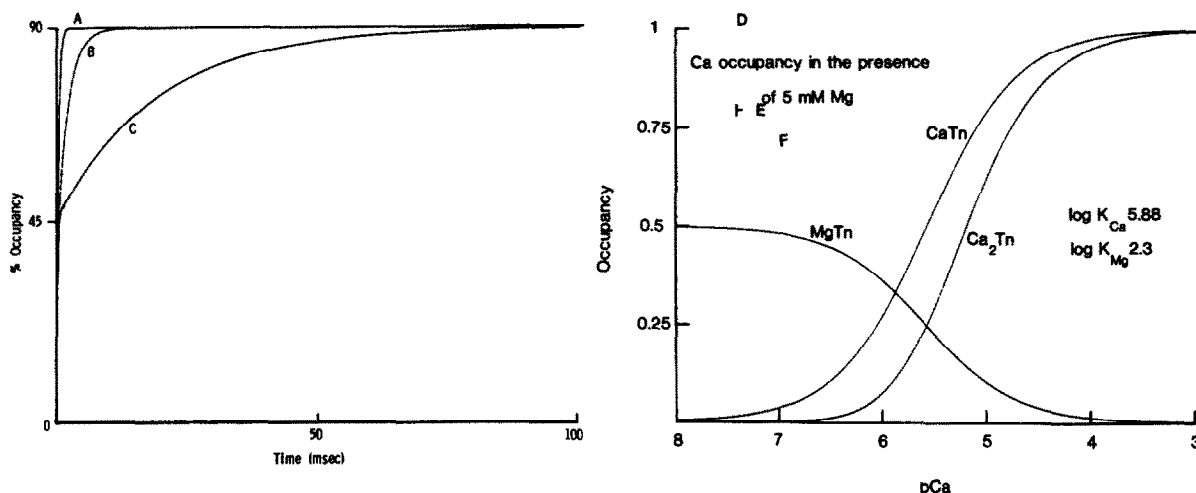 90
45
0
% Occupancy
A
B
C
50
100
Time (msec)
D
1
0.75
0.5
0.25
Occupancy
Ca occupancy in the presence
of 5 mM Mg
E
F
CaTn
MgTn
Ca2Tn
log KCa 5.88
log KMg 2.3
8
7
6
5
4
3
pCa